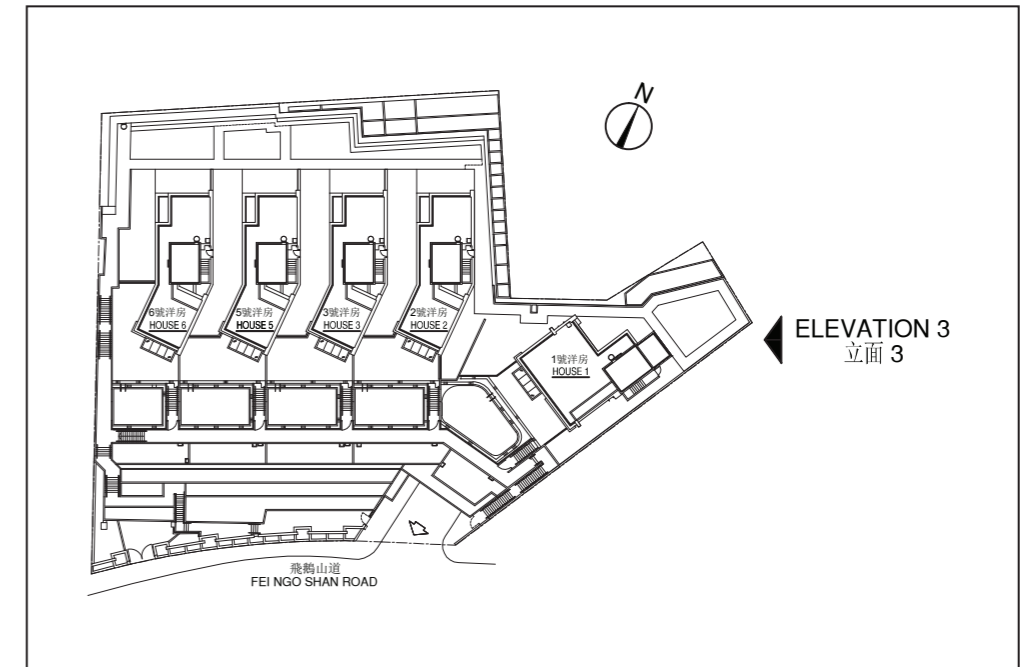 N
ELEVATION 3
立面 3
6號洋房
HOUSE 6
5號洋房
HOUSE 5
3號洋房
HOUSE 3
2號洋房
HOUSE 2
1號洋房
HOUSE 1
飛鵝山道
FEI NGO SHAN ROAD